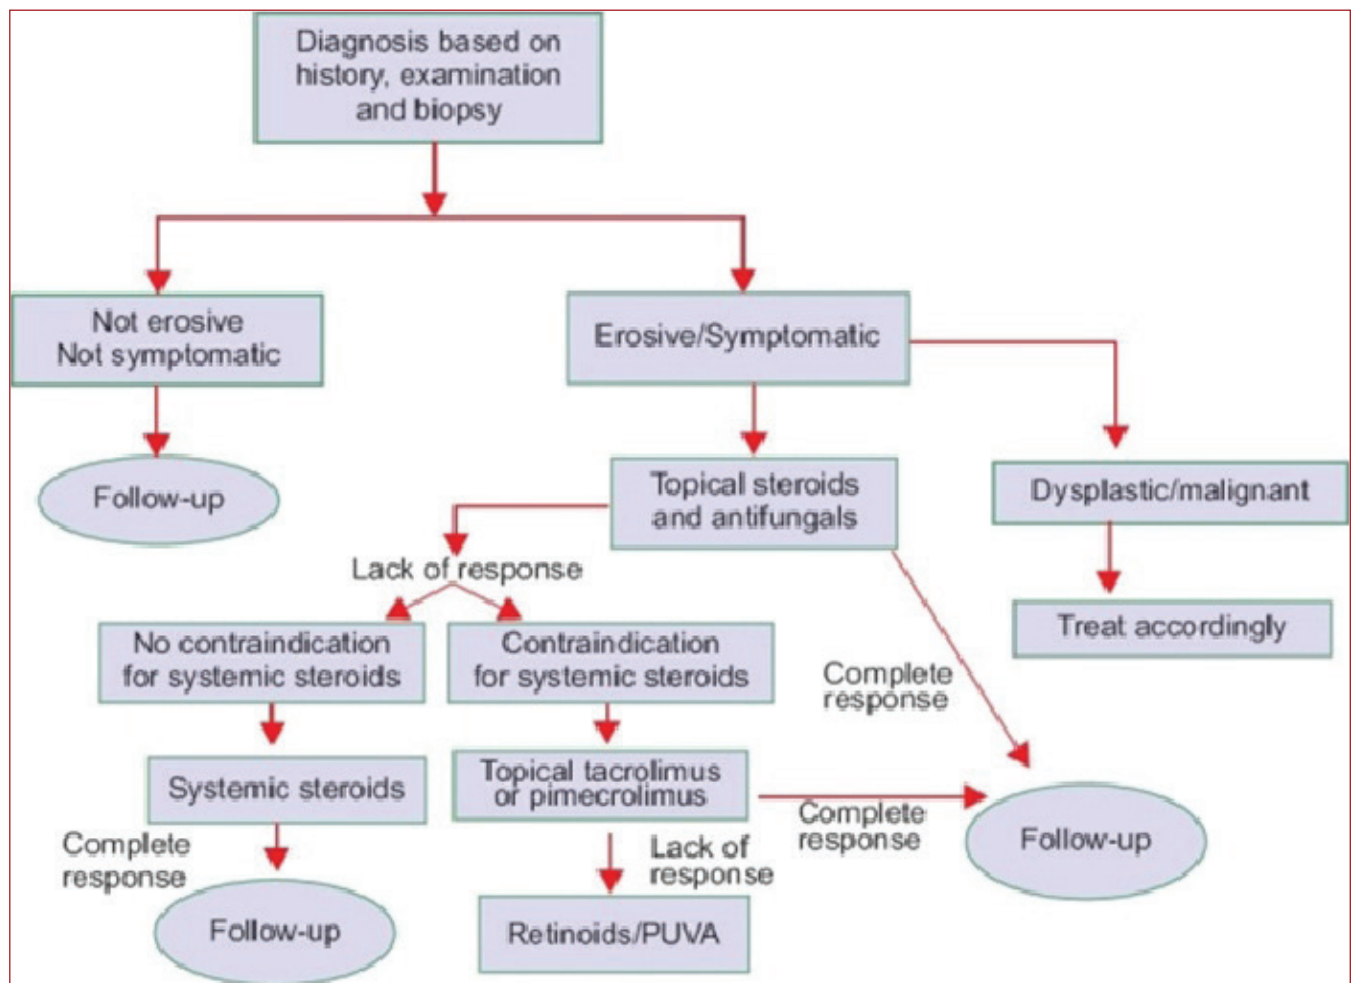 Diagnosis based on
history, examination
and biopsy
Not erosive
Not symptomatic
Erosive/Symptomatic
Follow-up
Topical steroids
and antifungals
Dysplastic/malignant
Lack of response
Treat accordingly
No contraindication
for systemic steroids
Contraindication
for systemic steroids
Complete
response
Systemic steroids
Topical tacrolimus
or pimecrolimus
Complete
response
Follow-up
Complete
response
Lack of
response
Follow-up
Retinoids/PUVA